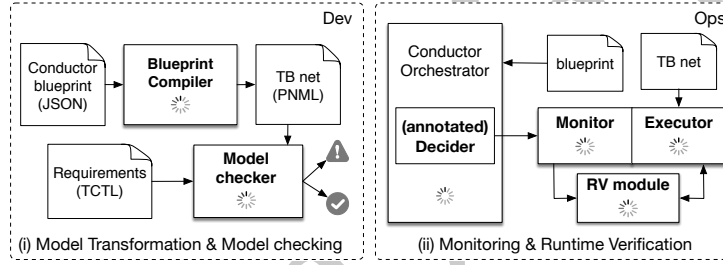 Dev
Conductor
blueprint
(JSON)
Blueprint
Compiler
TB net
(PNML)
Requirements
(TCTL)
Model
checker
(i) Model Transformation & Model checking
Ops
Conductor
Orchestrator
blueprint
TB net
(annotated)
Decider
Monitor
Executor
RV module
(ii) Monitoring & Runtime Verification